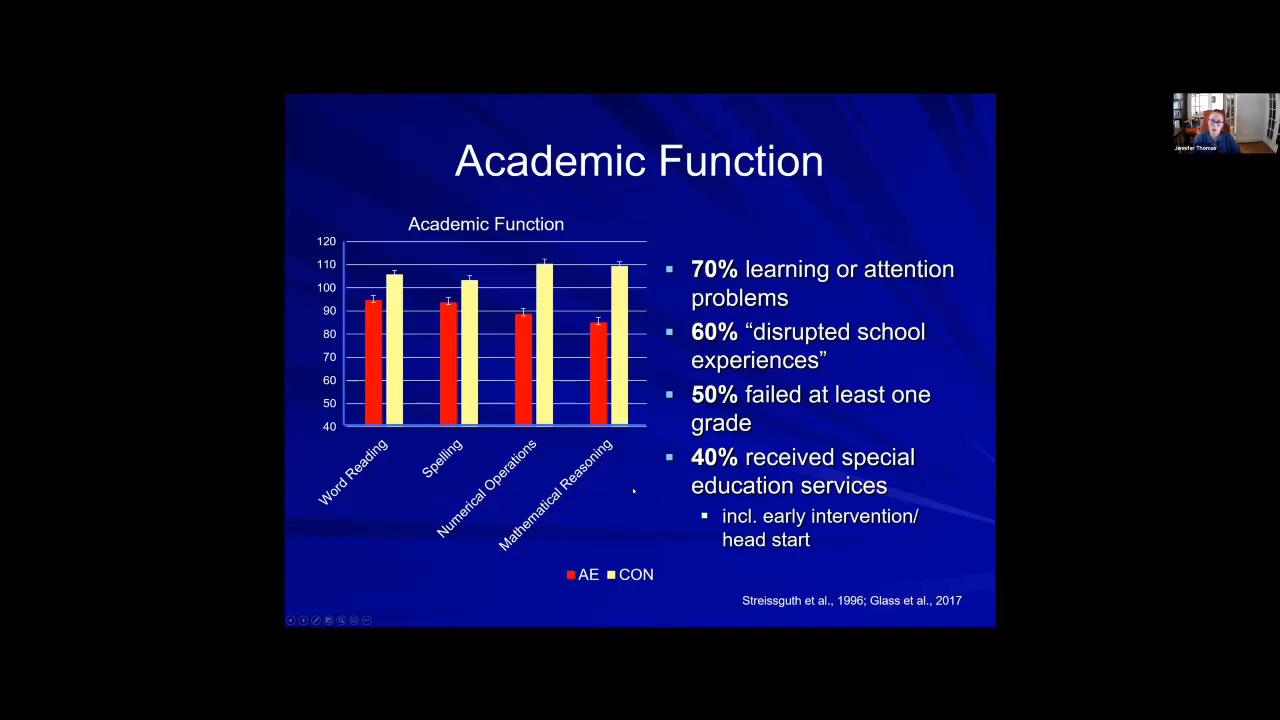 Academic Function
Academic Function
120
110
100
90
80
70
60
50
40
Word Reading
Spelling
Numerical Operations
Mathematical Reasoning
AE CON
70% learning or attention
problems
60% “disrupted school
experiences”
50% failed at least one
grade
40% received special
education services
incl. early intervention/
head start
Streissguth et al., 1996; Glass et al., 2017
Jennifer Thomas